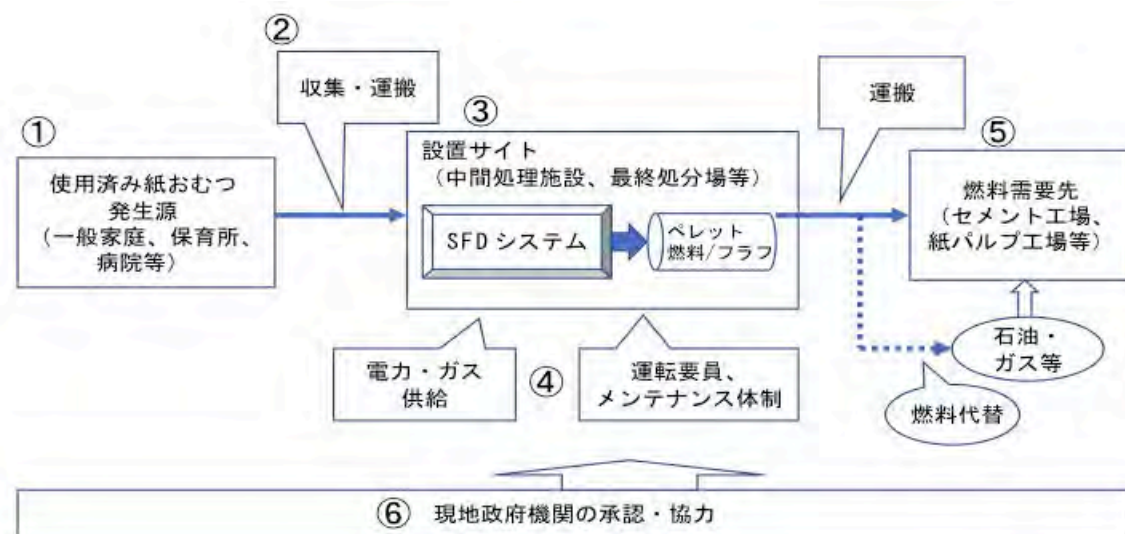 ①
使用済み紙おむつ
発生源
(一般家庭、保育所、
病院等)
②
収集・運搬
③
設置サイト
(中間処理施設、最終処分場等)
SFD システム
ペレット
燃料/フラフ
運搬
⑤
燃料需要先
(セメント工場、
紙パルプ工場等)
石油・
ガス等
燃料代替
電力・ガス
供給
④
運転要員、
メンテナンス体制
⑥ 現地政府機関の承認・協力